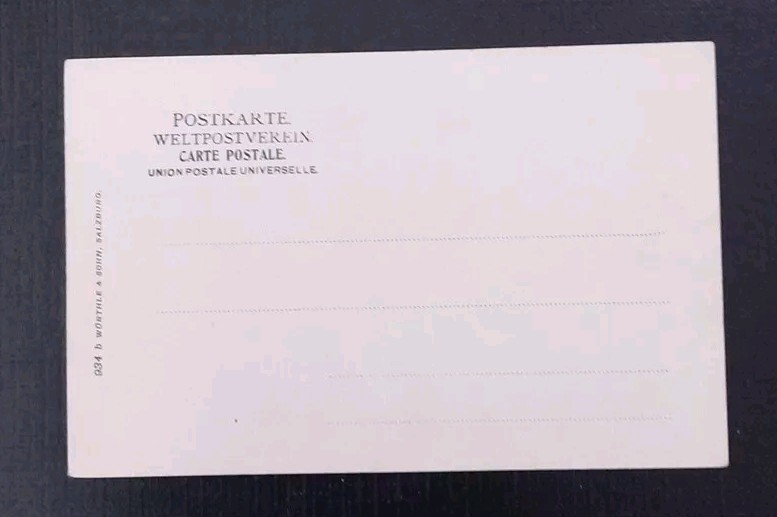 POSTKARTE.
WELTPOSTVEREIN.
CARTE POSTALE.
UNION POSTALE UNIVERSELLE.
934 b WÜRTHLE & SOHN, SALZBURG.